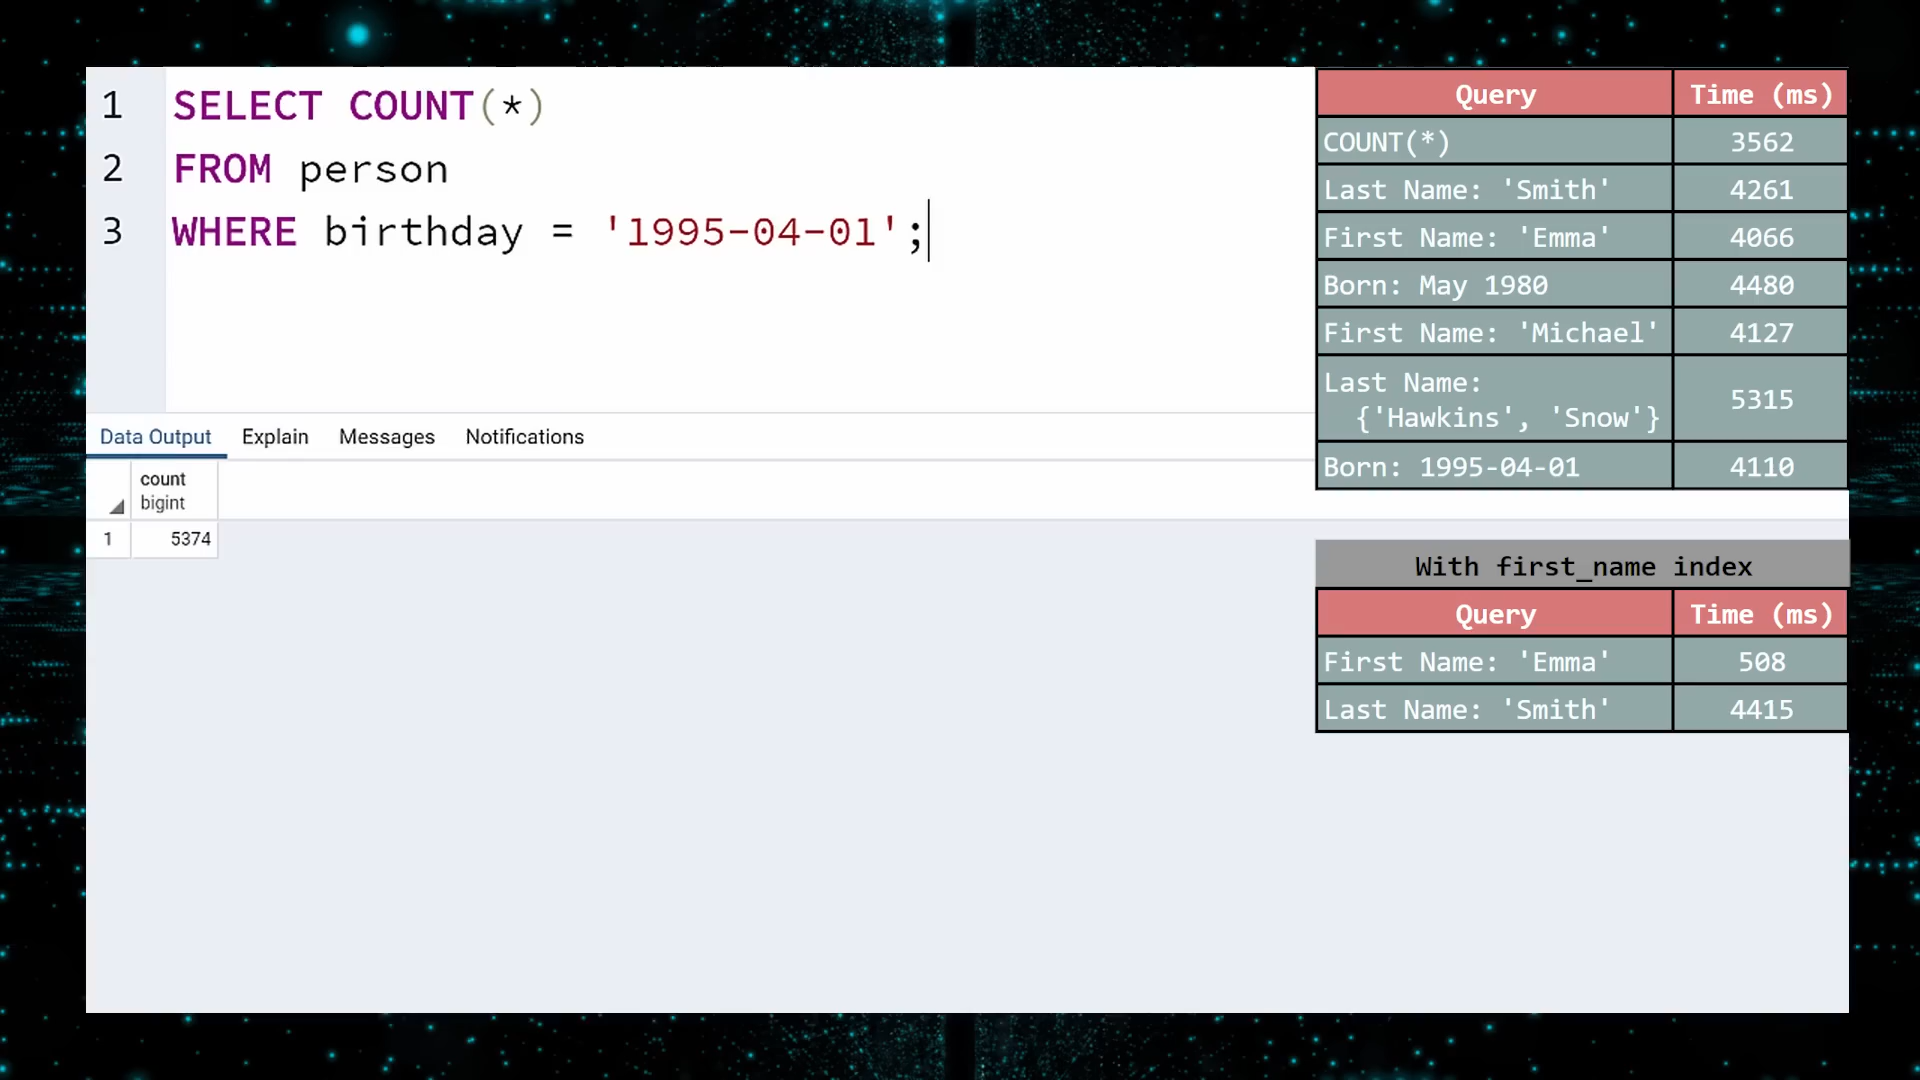 1 SELECT COUNT(*)
2 FROM person
3 WHERE birthday = '1995-04-01';
Data Output Explain Messages Notifications
count
bigint
1 5374
Query Time (ms)
COUNT(*) 3562
Last Name: 'Smith' 4261
First Name: 'Emma' 4066
Born: May 1980 4480
First Name: 'Michael' 4127
Last Name:
{'Hawkins', 'Snow'} 5315
Born: 1995-04-01 4110
With first_name index
Query Time (ms)
First Name: 'Emma' 508
Last Name: 'Smith' 4415